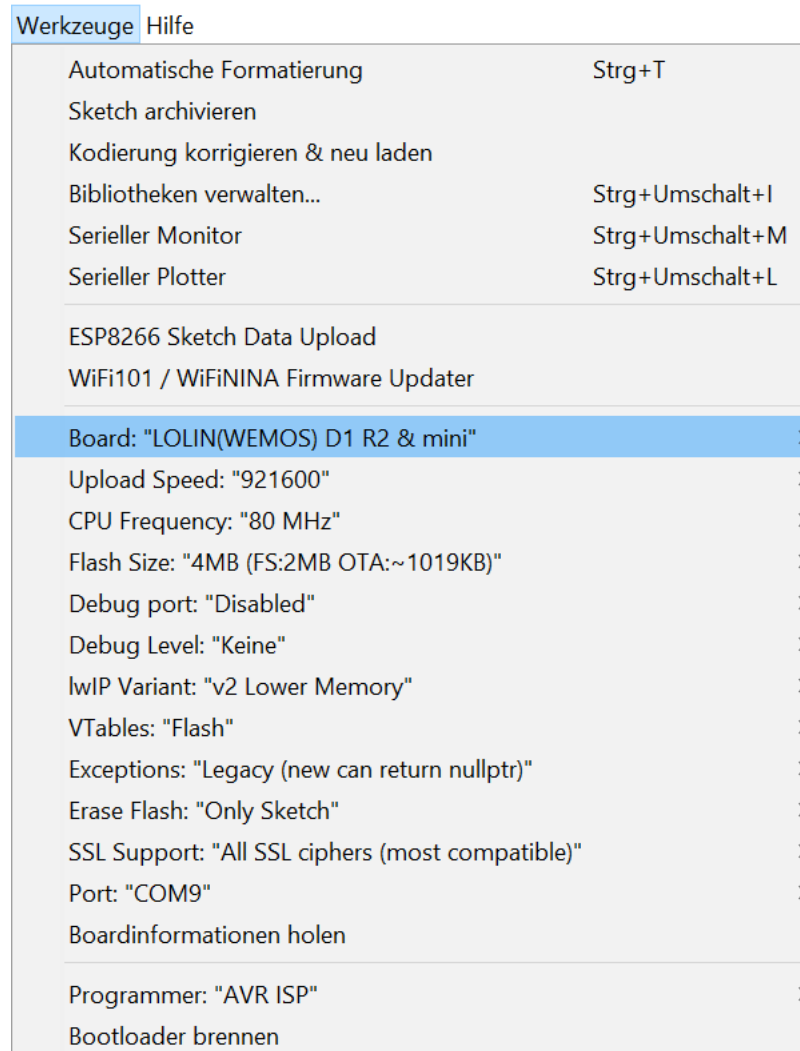 Werkzeuge Hilfe
Automatische Formatierung Strg+T
Sketch archivieren
Kodierung korrigieren & neu laden
Bibliotheken verwalten... Strg+Umschalt+I
Serieller Monitor Strg+Umschalt+M
Serieller Plotter Strg+Umschalt+L
ESP8266 Sketch Data Upload
WiFi101 / WiFiNINA Firmware Updater
Board: "LOLIN(WEMOS) D1 R2 & mini"
Upload Speed: "921600"
CPU Frequency: "80 MHz"
Flash Size: "4MB (FS:2MB OTA:~1019KB)"
Debug port: "Disabled"
Debug Level: "Keine"
lwIP Variant: "v2 Lower Memory"
VTables: "Flash"
Exceptions: "Legacy (new can return nullptr)"
Erase Flash: "Only Sketch"
SSL Support: "All SSL ciphers (most compatible)"
Port: "COM9"
Boardinformationen holen
Programmer: "AVR ISP"
Bootloader brennen